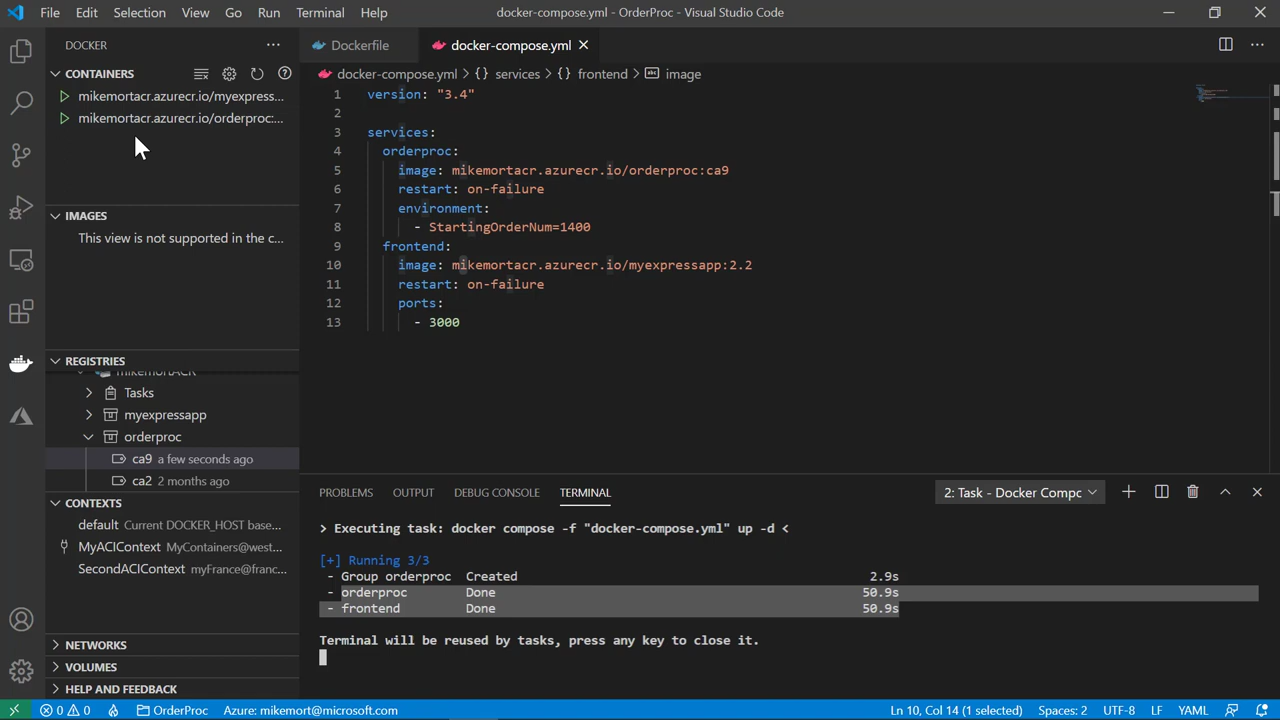 File Edit Selection View Go Run Terminal Help docker-compose.yml - OrderProc - Visual Studio Code
DOCKER
Dockerfile docker-compose.yml
CONTAINERS
docker-compose.yml > {} services > {} frontend > abc image
mikemortacr.azurecr.io/myexpress...
mikemortacr.azurecr.io/orderproc:...
IMAGES
This view is not supported in the c...
REGISTRIES
mikemortACR
Tasks
myexpressapp
orderproc
ca9 a few seconds ago
ca2 2 months ago
CONTEXTS
default Current DOCKER_HOST base...
MyACIContext MyContainers@west...
SecondACIContext myFrance@franc...
NETWORKS
VOLUMES
HELP AND FEEDBACK
1 version: "3.4"
2
3 services:
4 orderproc:
5 image: mikemortacr.azurecr.io/orderproc:ca9
6 restart: on-failure
7 environment:
8 - StartingOrderNum=1400
9 frontend:
10 image: mikemortacr.azurecr.io/myexpressapp:2.2
11 restart: on-failure
12 ports:
13 - 3000
PROBLEMS OUTPUT DEBUG CONSOLE TERMINAL 2: Task - Docker Compc
> Executing task: docker compose -f "docker-compose.yml" up -d <
[+] Running 3/3
- Group orderproc Created 2.9s
- orderproc Done 50.9s
- frontend Done 50.9s
Terminal will be reused by tasks, press any key to close it.
0 0 OrderProc Azure: mikemort@microsoft.com Ln 10, Col 14 (1 selected) Spaces: 2 UTF-8 LF YAML